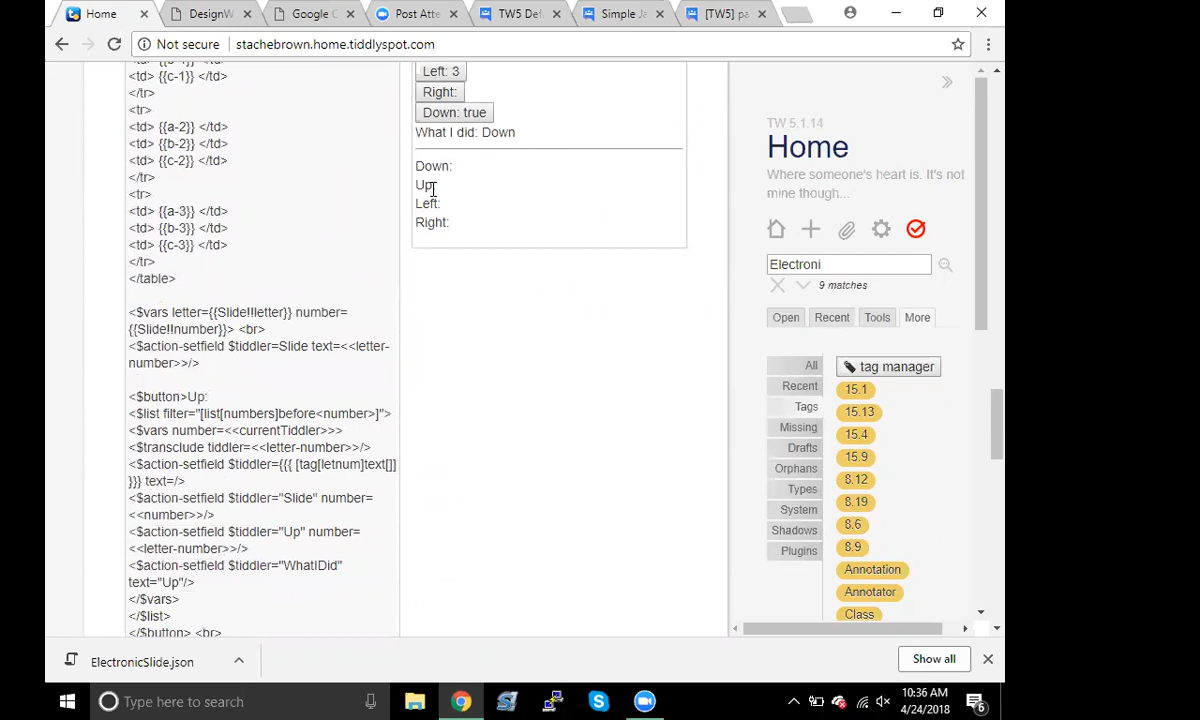 Home
DesignW
Google C
Post Atte
TW5 Def
Simple Ja
[TW5] pa
Not secure
stachebrown.home.tiddlyspot.com
<td> {{c-1}} </td>
</tr>
<tr>
<td> {{a-2}} </td>
<td> {{b-2}} </td>
<td> {{c-2}} </td>
</tr>
<tr>
<td> {{a-3}} </td>
<td> {{b-3}} </td>
<td> {{c-3}} </td>
</tr>
</table>
<$vars letter={{Slide!!letter}} number=
{{Slide!!number}}> <br>
<$action-setfield $tiddler=Slide text=<<letter-
number>>/>
<$button>Up:
<$list filter="[list[numbers]before<number>]">
<$vars number=<<currentTiddler>>>
<$transclude tiddler=<<letter-number>>/>
<$action-setfield $tiddler={{{ [tag[letnum]text[]]
}}} text=/>
<$action-setfield $tiddler="Slide" number=
<<number>>/>
<$action-setfield $tiddler="Up" number=
<<letter-number>>/>
<$action-setfield $tiddler="WhatIDid"
text="Up"/>
</$vars>
</$list>
</$button> <br>
Left: 3
Right:
Down: true
What I did: Down
Down:
Up:
Left:
Right:
TW 5.1.14
Home
Where someone's heart is. It's not
mine though...
Electroni
9 matches
Open
Recent
Tools
More
All
Recent
Tags
Missing
Drafts
Orphans
Types
System
Shadows
Plugins
tag manager
15.1
15.13
15.4
15.9
8.12
8.19
8.6
8.9
Annotation
Annotator
Class
ElectronicSlide.json
Show all
Type here to search
10:36 AM
4/24/2018
6